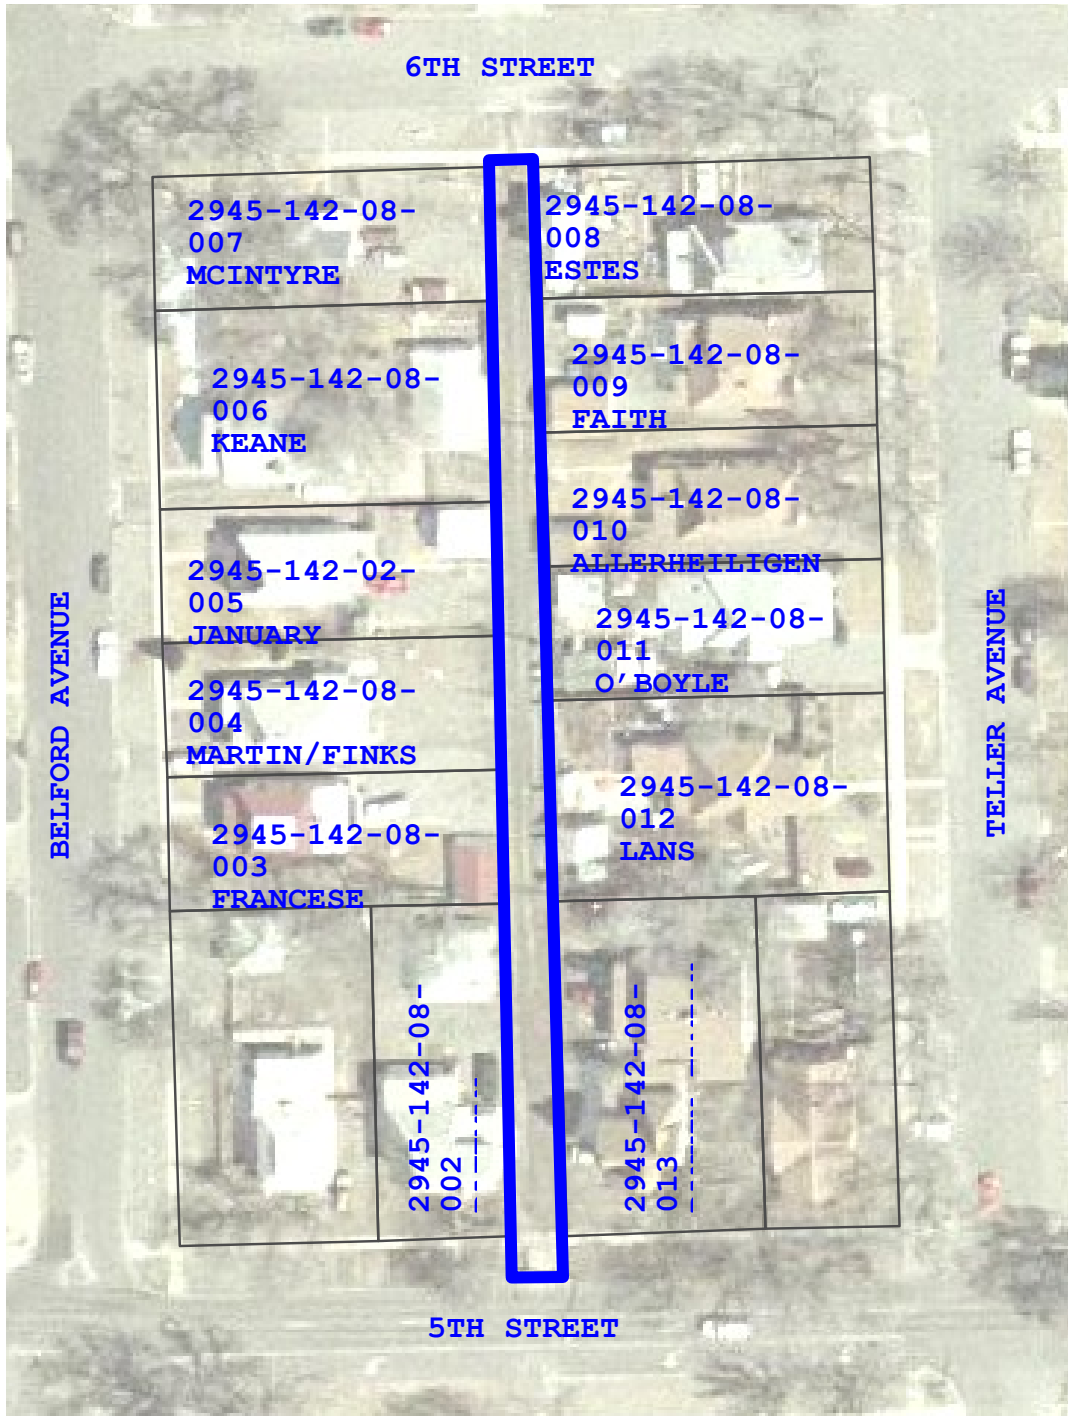 6TH STREET
2945-142-08-
007
MCINTYRE
2945-142-08-
008
ESTES
2945-142-08-
006
KEANE
2945-142-08-
009
FAITH
2945-142-08-
010
ALLERHEILIGEN
2945-142-02-
005
JANUARY
2945-142-08-
011
O'BOYLE
2945-142-08-
004
MARTIN/FINKS
2945-142-08-
012
LANS
2945-142-08-
003
FRANCESE
BELFORD AVENUE
TELLER AVENUE
2945-142-08-
002
2945-142-08-
013
5TH STREET